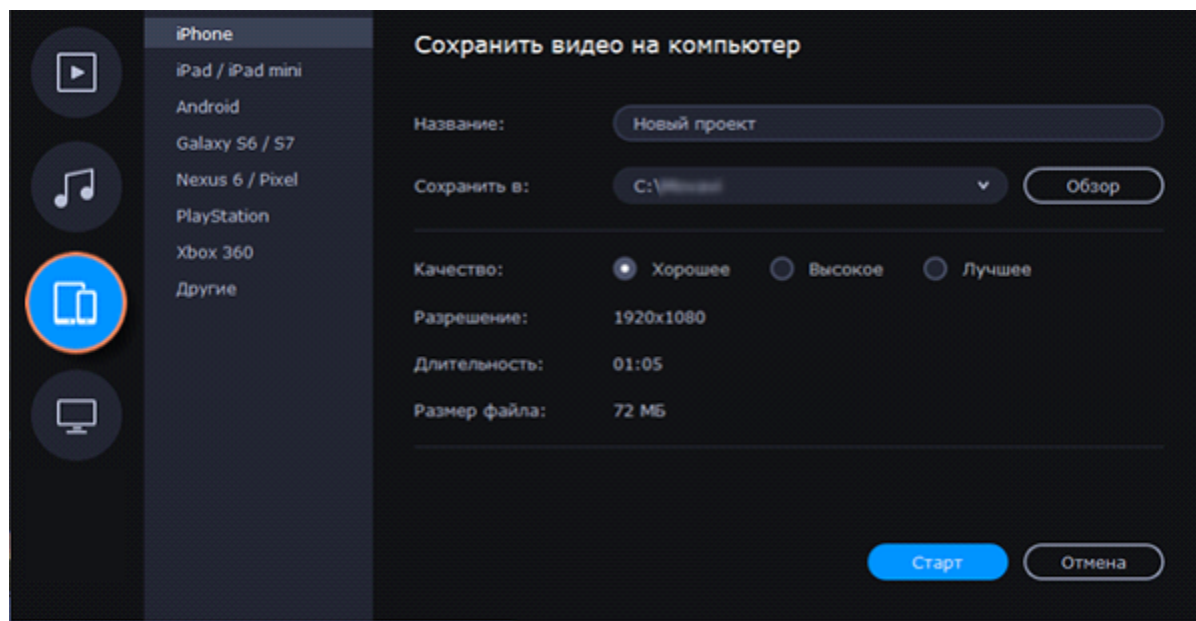 iPhone
iPad / iPad mini
Android
Galaxy S6 / S7
Nexus 6 / Pixel
PlayStation
Xbox 360
Другие
Сохранить видео на компьютер
Название: Новый проект
Сохранить в: C:\ Обзор
Качество: Хорошее Высокое Лучшее
Разрешение: 1920x1080
Длительность: 01:05
Размер файла: 72 МБ
Старт Отмена